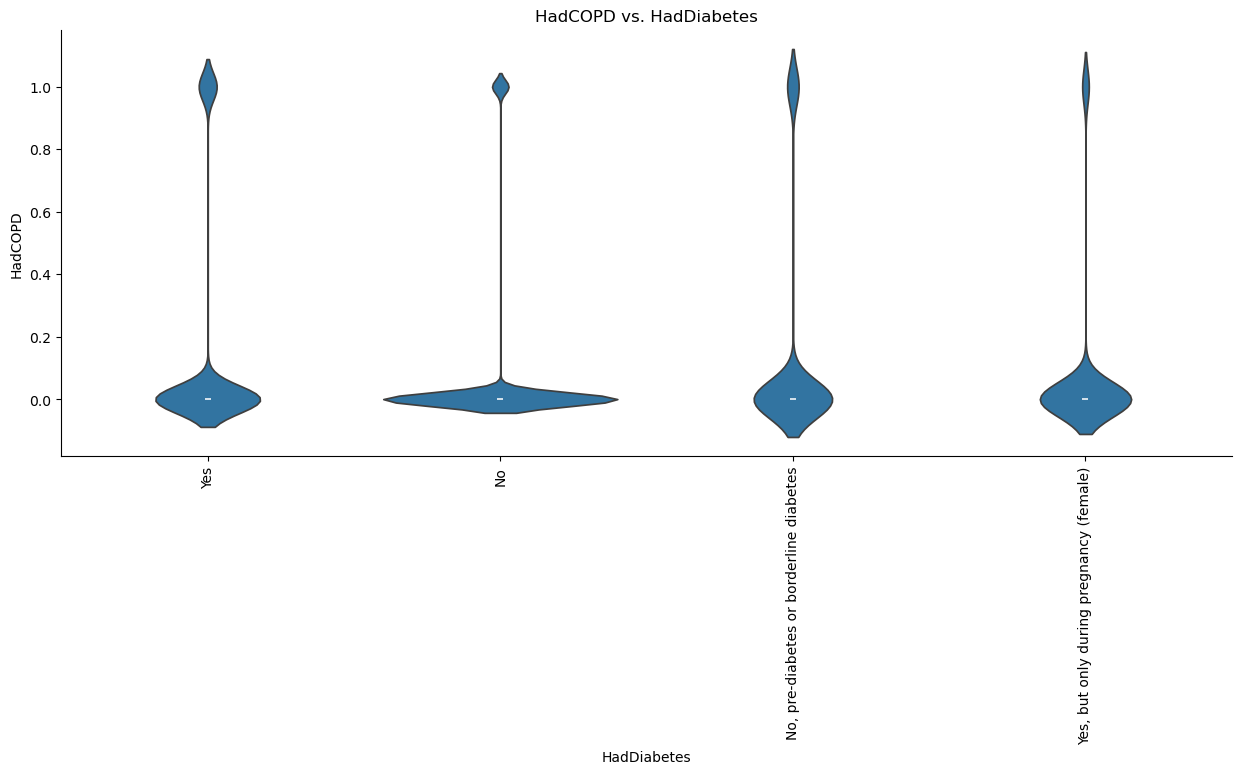 HadCOPD vs. HadDiabetes
HadCOPD
1.0
0.8
0.6
0.4
0.2
0.0
Yes
No
No, pre-diabetes or borderline diabetes
Yes, but only during pregnancy (female)
HadDiabetes